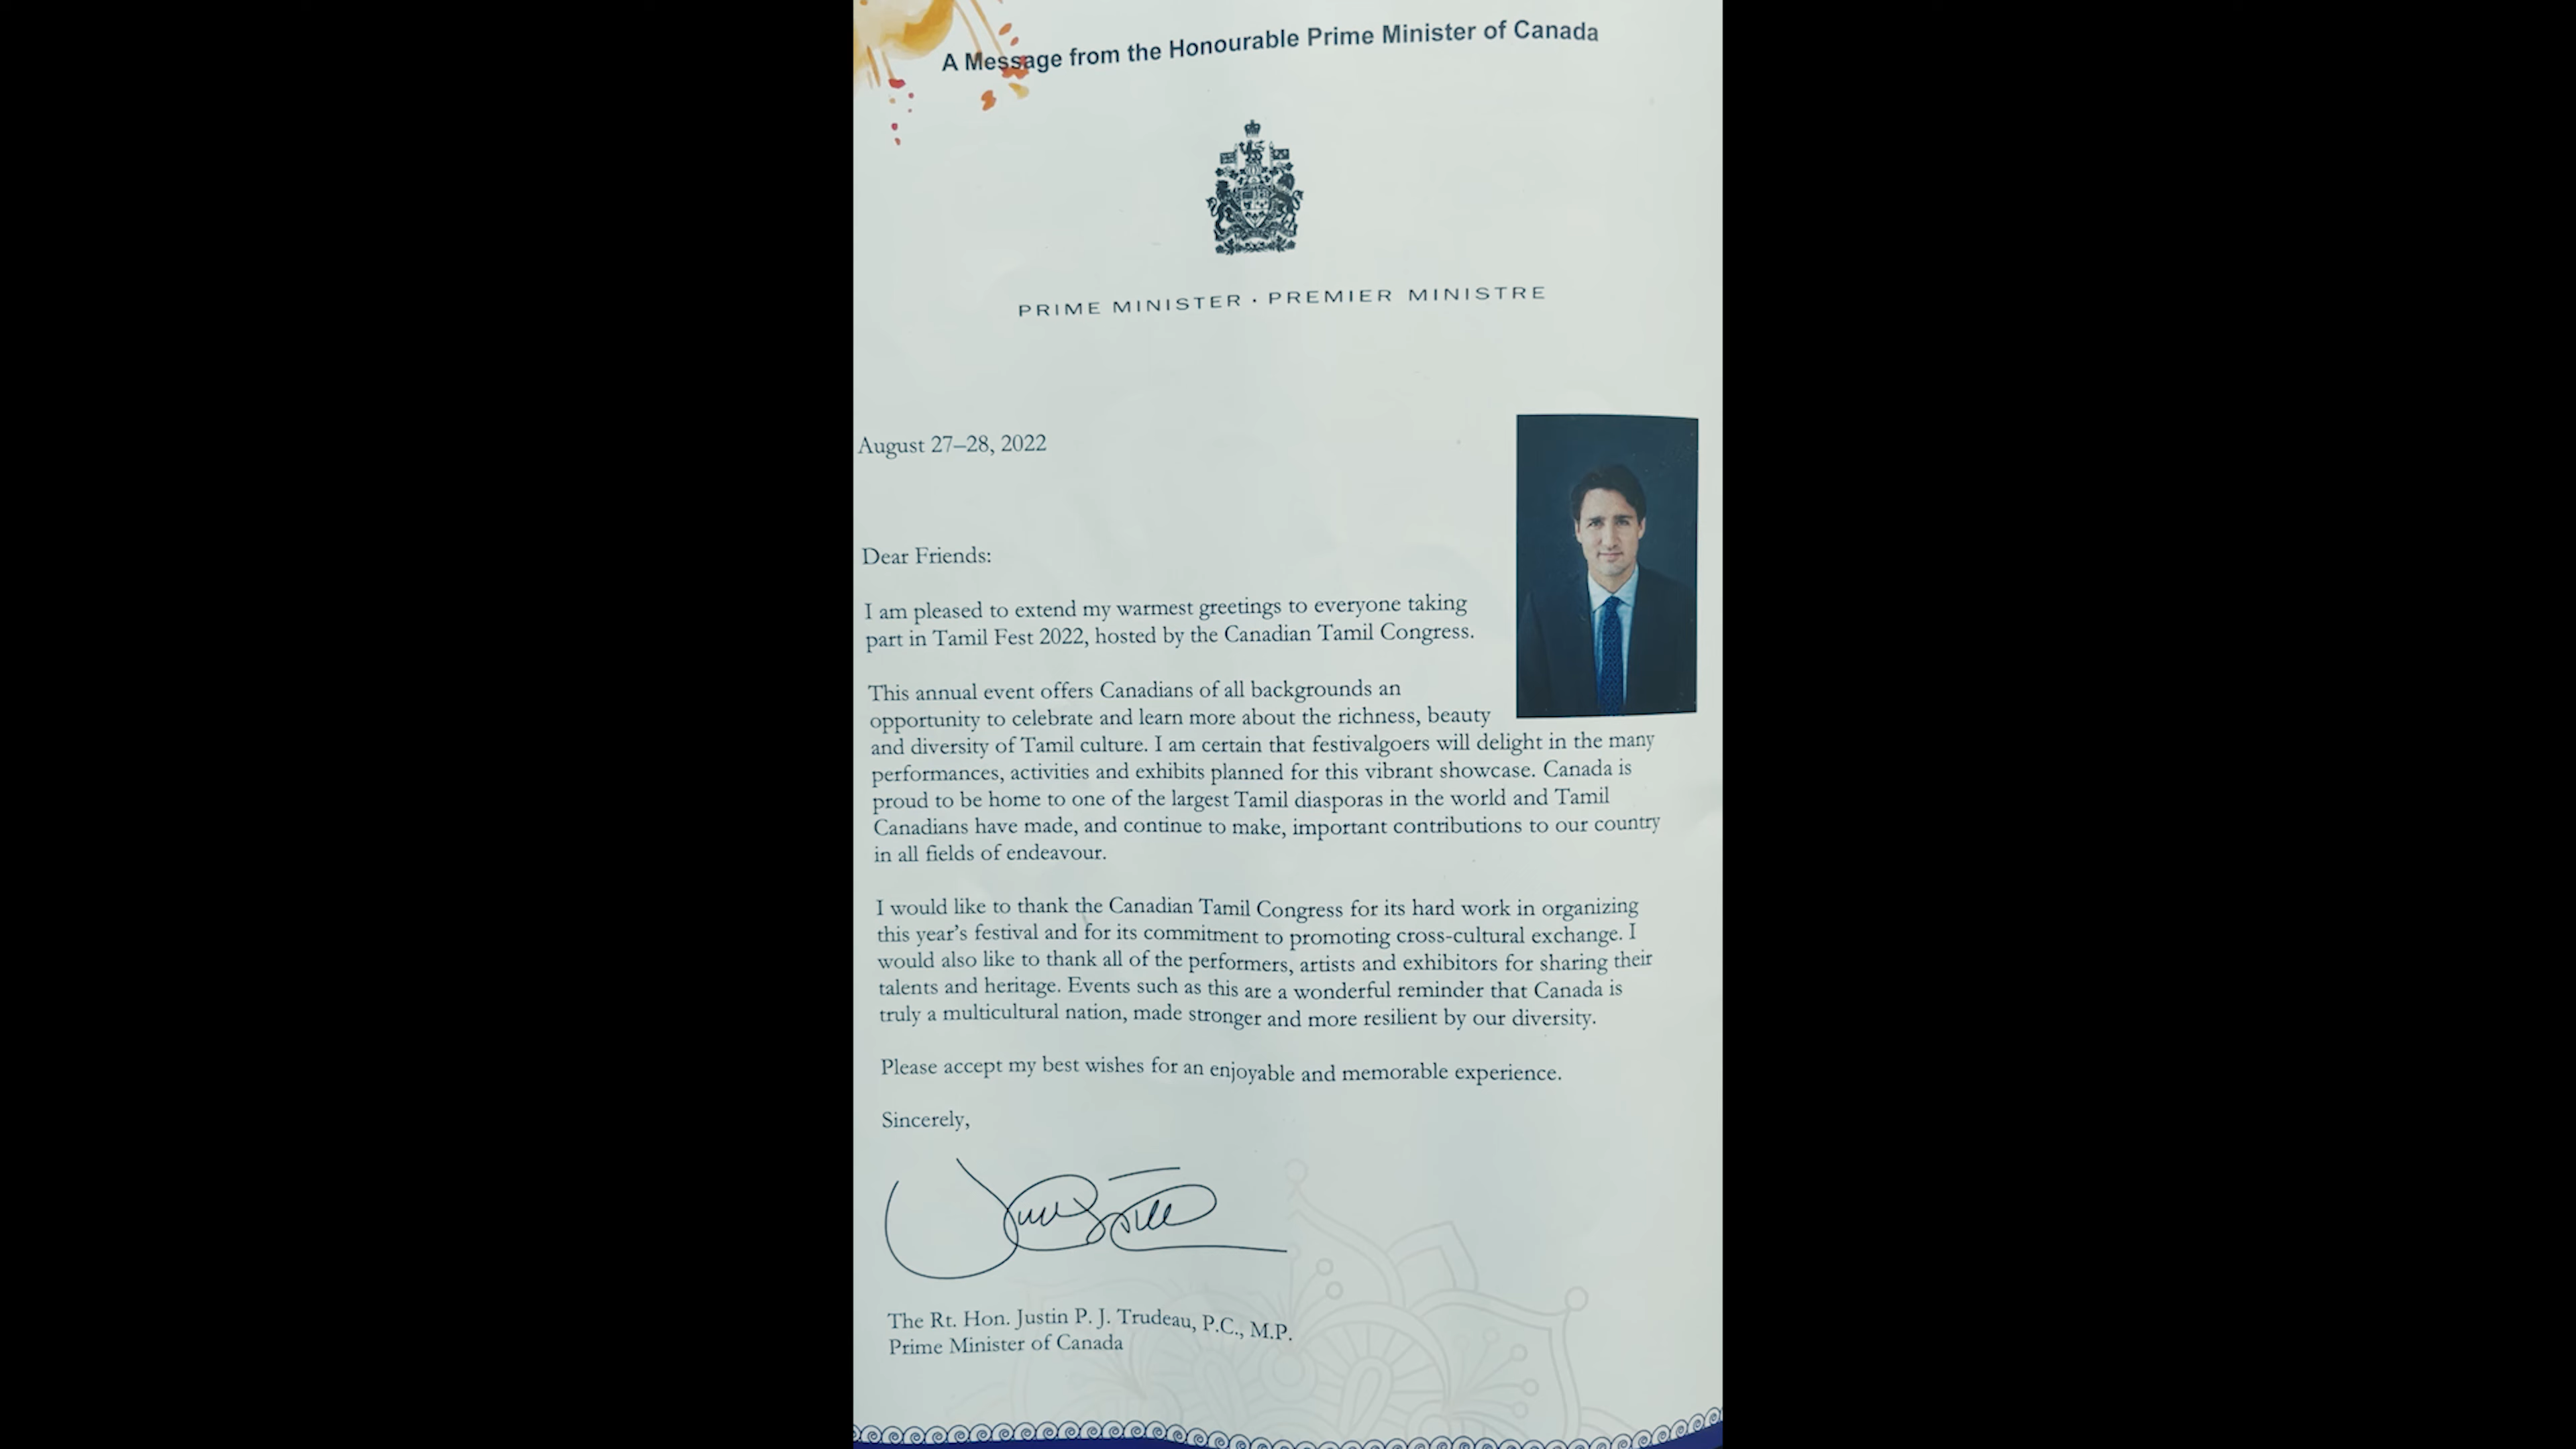 A Message from the Honourable Prime Minister of Canada
PRIME MINISTER · PREMIER MINISTRE
August 27–28, 2022
Dear Friends:
I am pleased to extend my warmest greetings to everyone taking
part in Tamil Fest 2022, hosted by the Canadian Tamil Congress.
This annual event offers Canadians of all backgrounds an
opportunity to celebrate and learn more about the richness, beauty
and diversity of Tamil culture. I am certain that festivalgoers will delight in the many
performances, activities and exhibits planned for this vibrant showcase. Canada is
proud to be home to one of the largest Tamil diasporas in the world and Tamil
Canadians have made, and continue to make, important contributions to our country
in all fields of endeavour.
I would like to thank the Canadian Tamil Congress for its hard work in organizing
this year's festival and for its commitment to promoting cross-cultural exchange. I
would also like to thank all of the performers, artists and exhibitors for sharing their
talents and heritage. Events such as this are a wonderful reminder that Canada is
truly a multicultural nation, made stronger and more resilient by our diversity.
Please accept my best wishes for an enjoyable and memorable experience.
Sincerely,
The Rt. Hon. Justin P. J. Trudeau, P.C., M.P.
Prime Minister of Canada